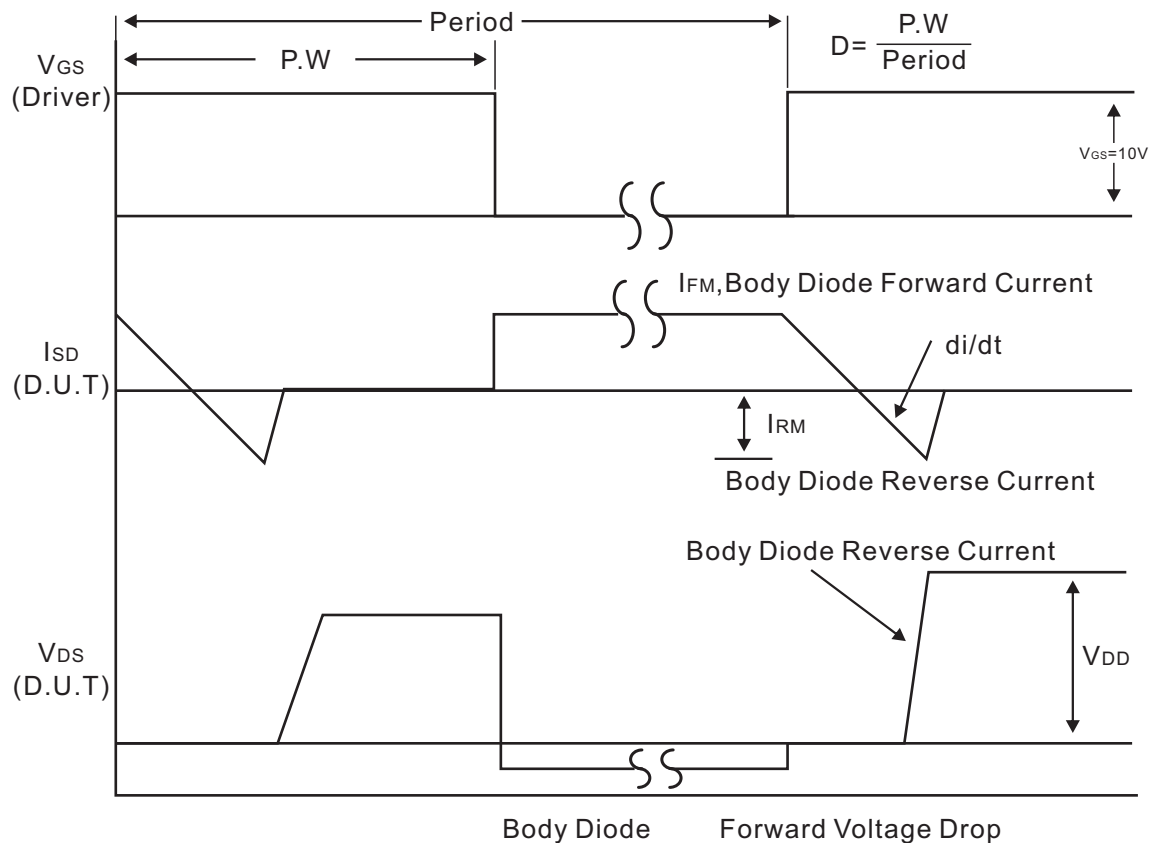 Period
P.W
D= P.W
Period
VGS
(Driver)
VGS=10V
IFM,Body Diode Forward Current
di/dt
ISD
(D.U.T)
IRM
Body Diode Reverse Current
Body Diode Reverse Current
VDS
(D.U.T)
VDD
Body Diode Forward Voltage Drop